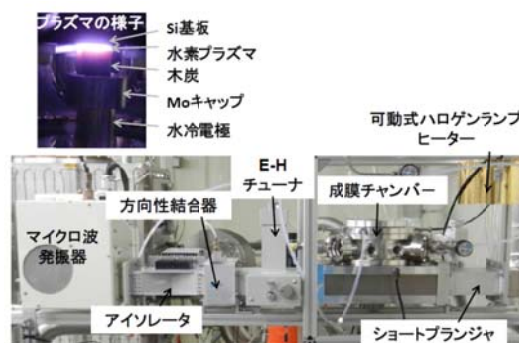 プラズマの様子
Si基板
水素プラズマ
木炭
Moキャップ
水冷電極
可動式ハロゲンランプ
ヒーター
E-H
チューナ
成膜チャンバー
方向性結合器
マイクロ波
発振器
アイソレータ
ショートプランジャ